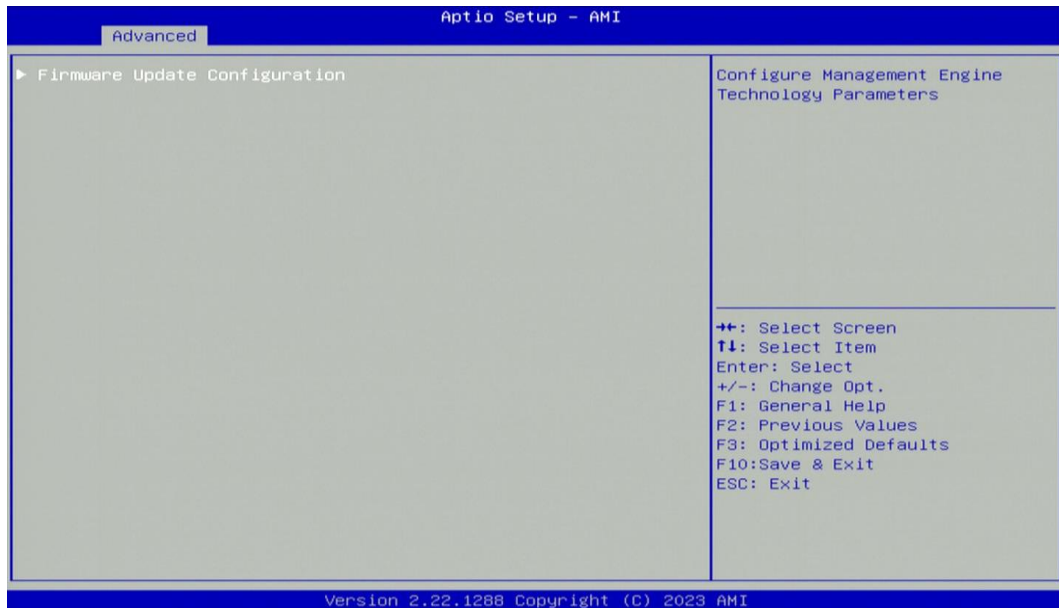 Aptio Setup - AMI
Advanced
▶ Firmware Update Configuration
Configure Management Engine
Technology Parameters
→←: Select Screen
↑↓: Select Item
Enter: Select
+/-: Change Opt.
F1: General Help
F2: Previous Values
F3: Optimized Defaults
F10:Save & Exit
ESC: Exit
Version 2.22.1288 Copyright (C) 2023 AMI